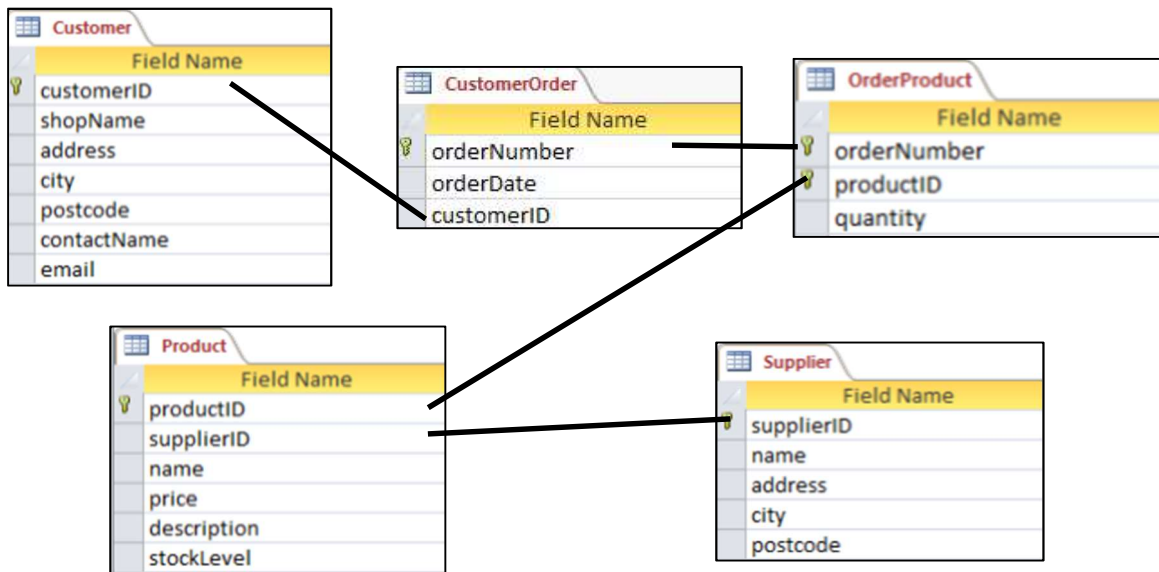 Customer
Field Name
customerID
shopName
address
city
postcode
contactName
email
CustomerOrder
Field Name
orderNumber
orderDate
customerID
OrderProduct
Field Name
orderNumber
productID
quantity
Product
Field Name
productID
supplierID
name
price
description
stockLevel
Supplier
Field Name
supplierID
name
address
city
postcode